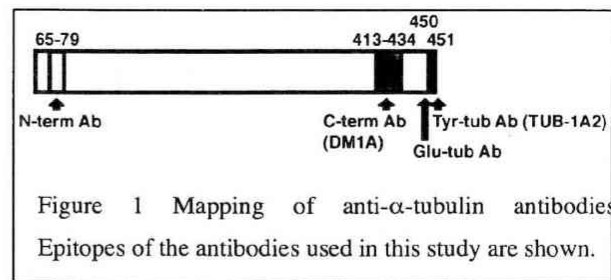 450
65-79 413-434 451
N-term Ab C-term Ab Tyr-tub Ab (TUB-1A2)
(DM1A)
Glu-tub Ab
Figure 1 Mapping of anti-α-tubulin antibodies
Epitopes of the antibodies used in this study are shown.